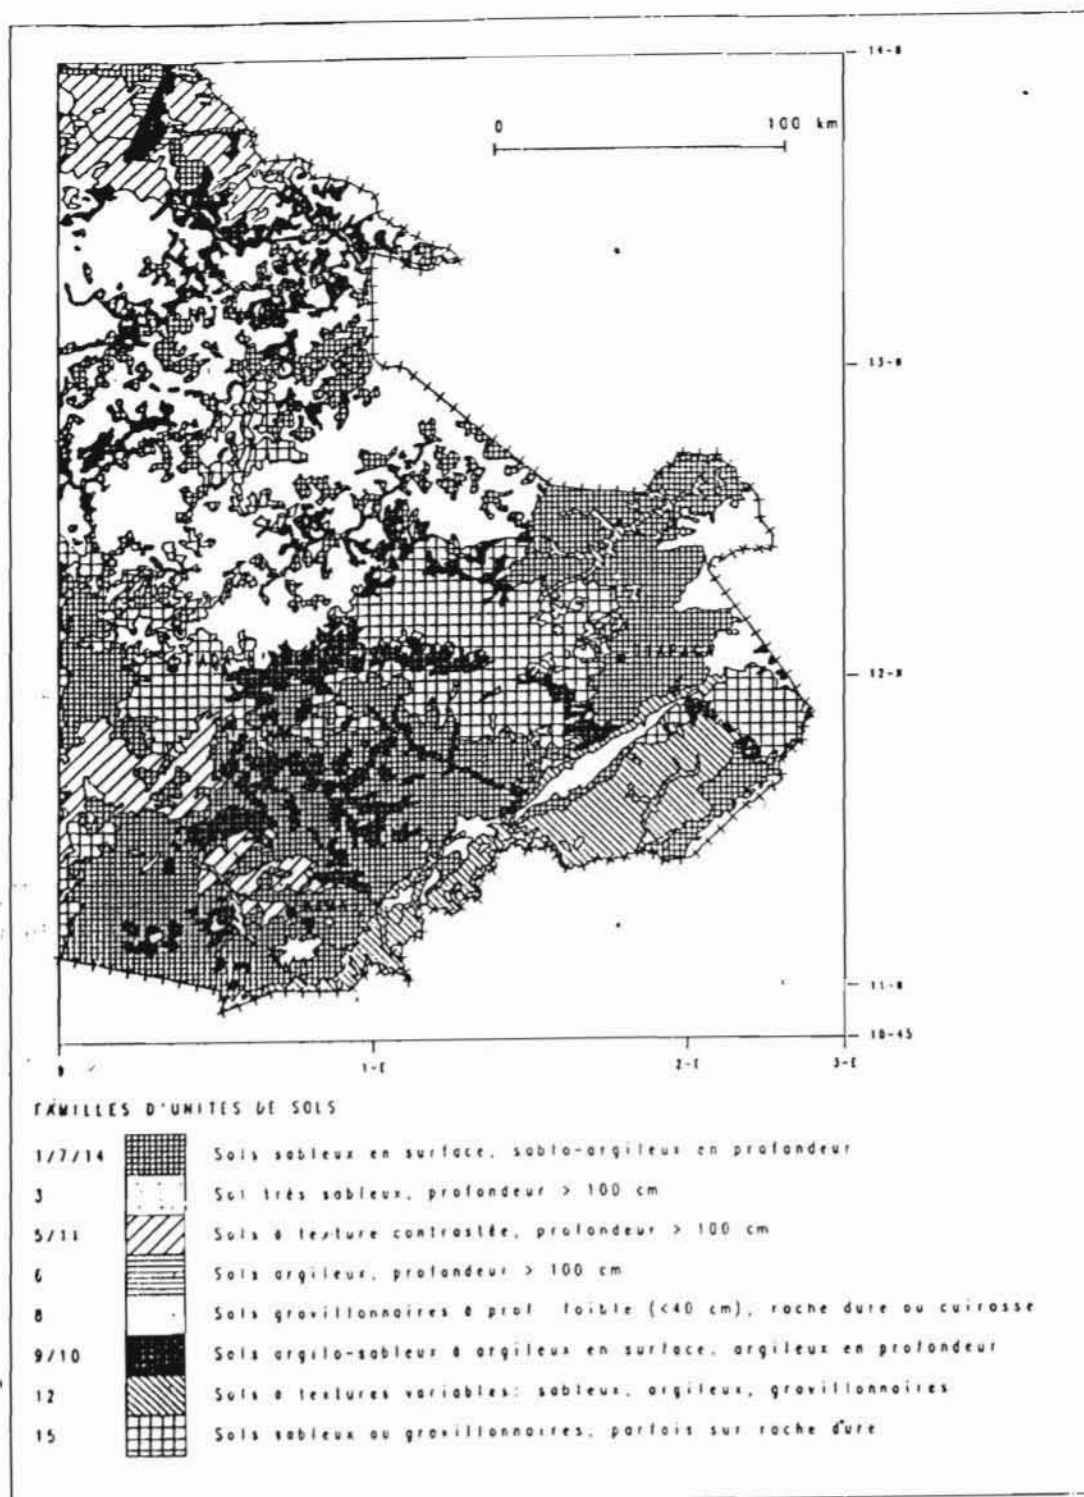 14-N
0 100 km
13-N
DIAPAGA
12-N
11-N
10-45
0 1-E 2-E 3-E
FAMILLES D'UNITES DE SOLS
1/7/14 Sols sableux en surface, sablo-argileux en profondeur
3 Sol très sableux, profondeur > 100 cm
5/11 Sols à texture contrastée, profondeur > 100 cm
6 Sols argileux, profondeur > 100 cm
8 Sols gravillonnaires à prof faible (<40 cm), roche dure ou cuirasse
9/10 Sols argilo-sableux à argileux en surface, argileux en profondeur
12 Sols à textures variables: sableux, argileux, gravillonnaires
15 Sols sableux ou gravillonnaires, parfois sur roche dure